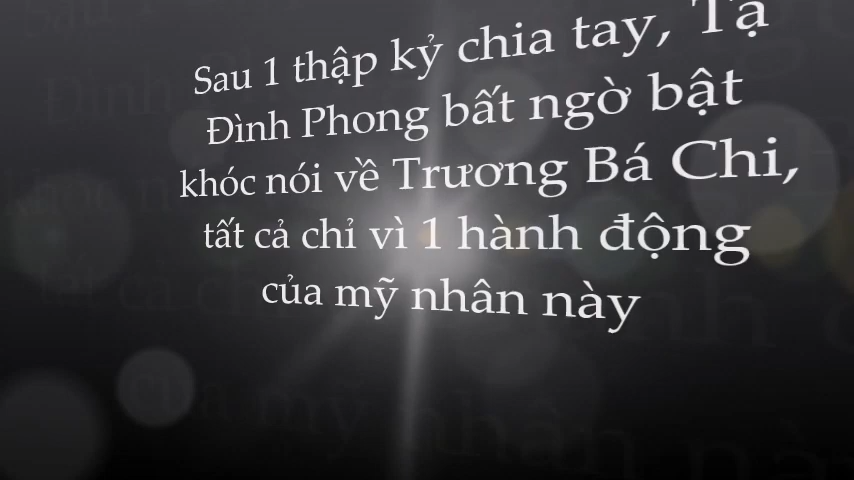 Sau 1 thập kỷ chia tay, Tạ
Đình Phong bất ngờ bật
khóc nói về Trương Bá Chi,
tất cả chỉ vì 1 hành động
của mỹ nhân này